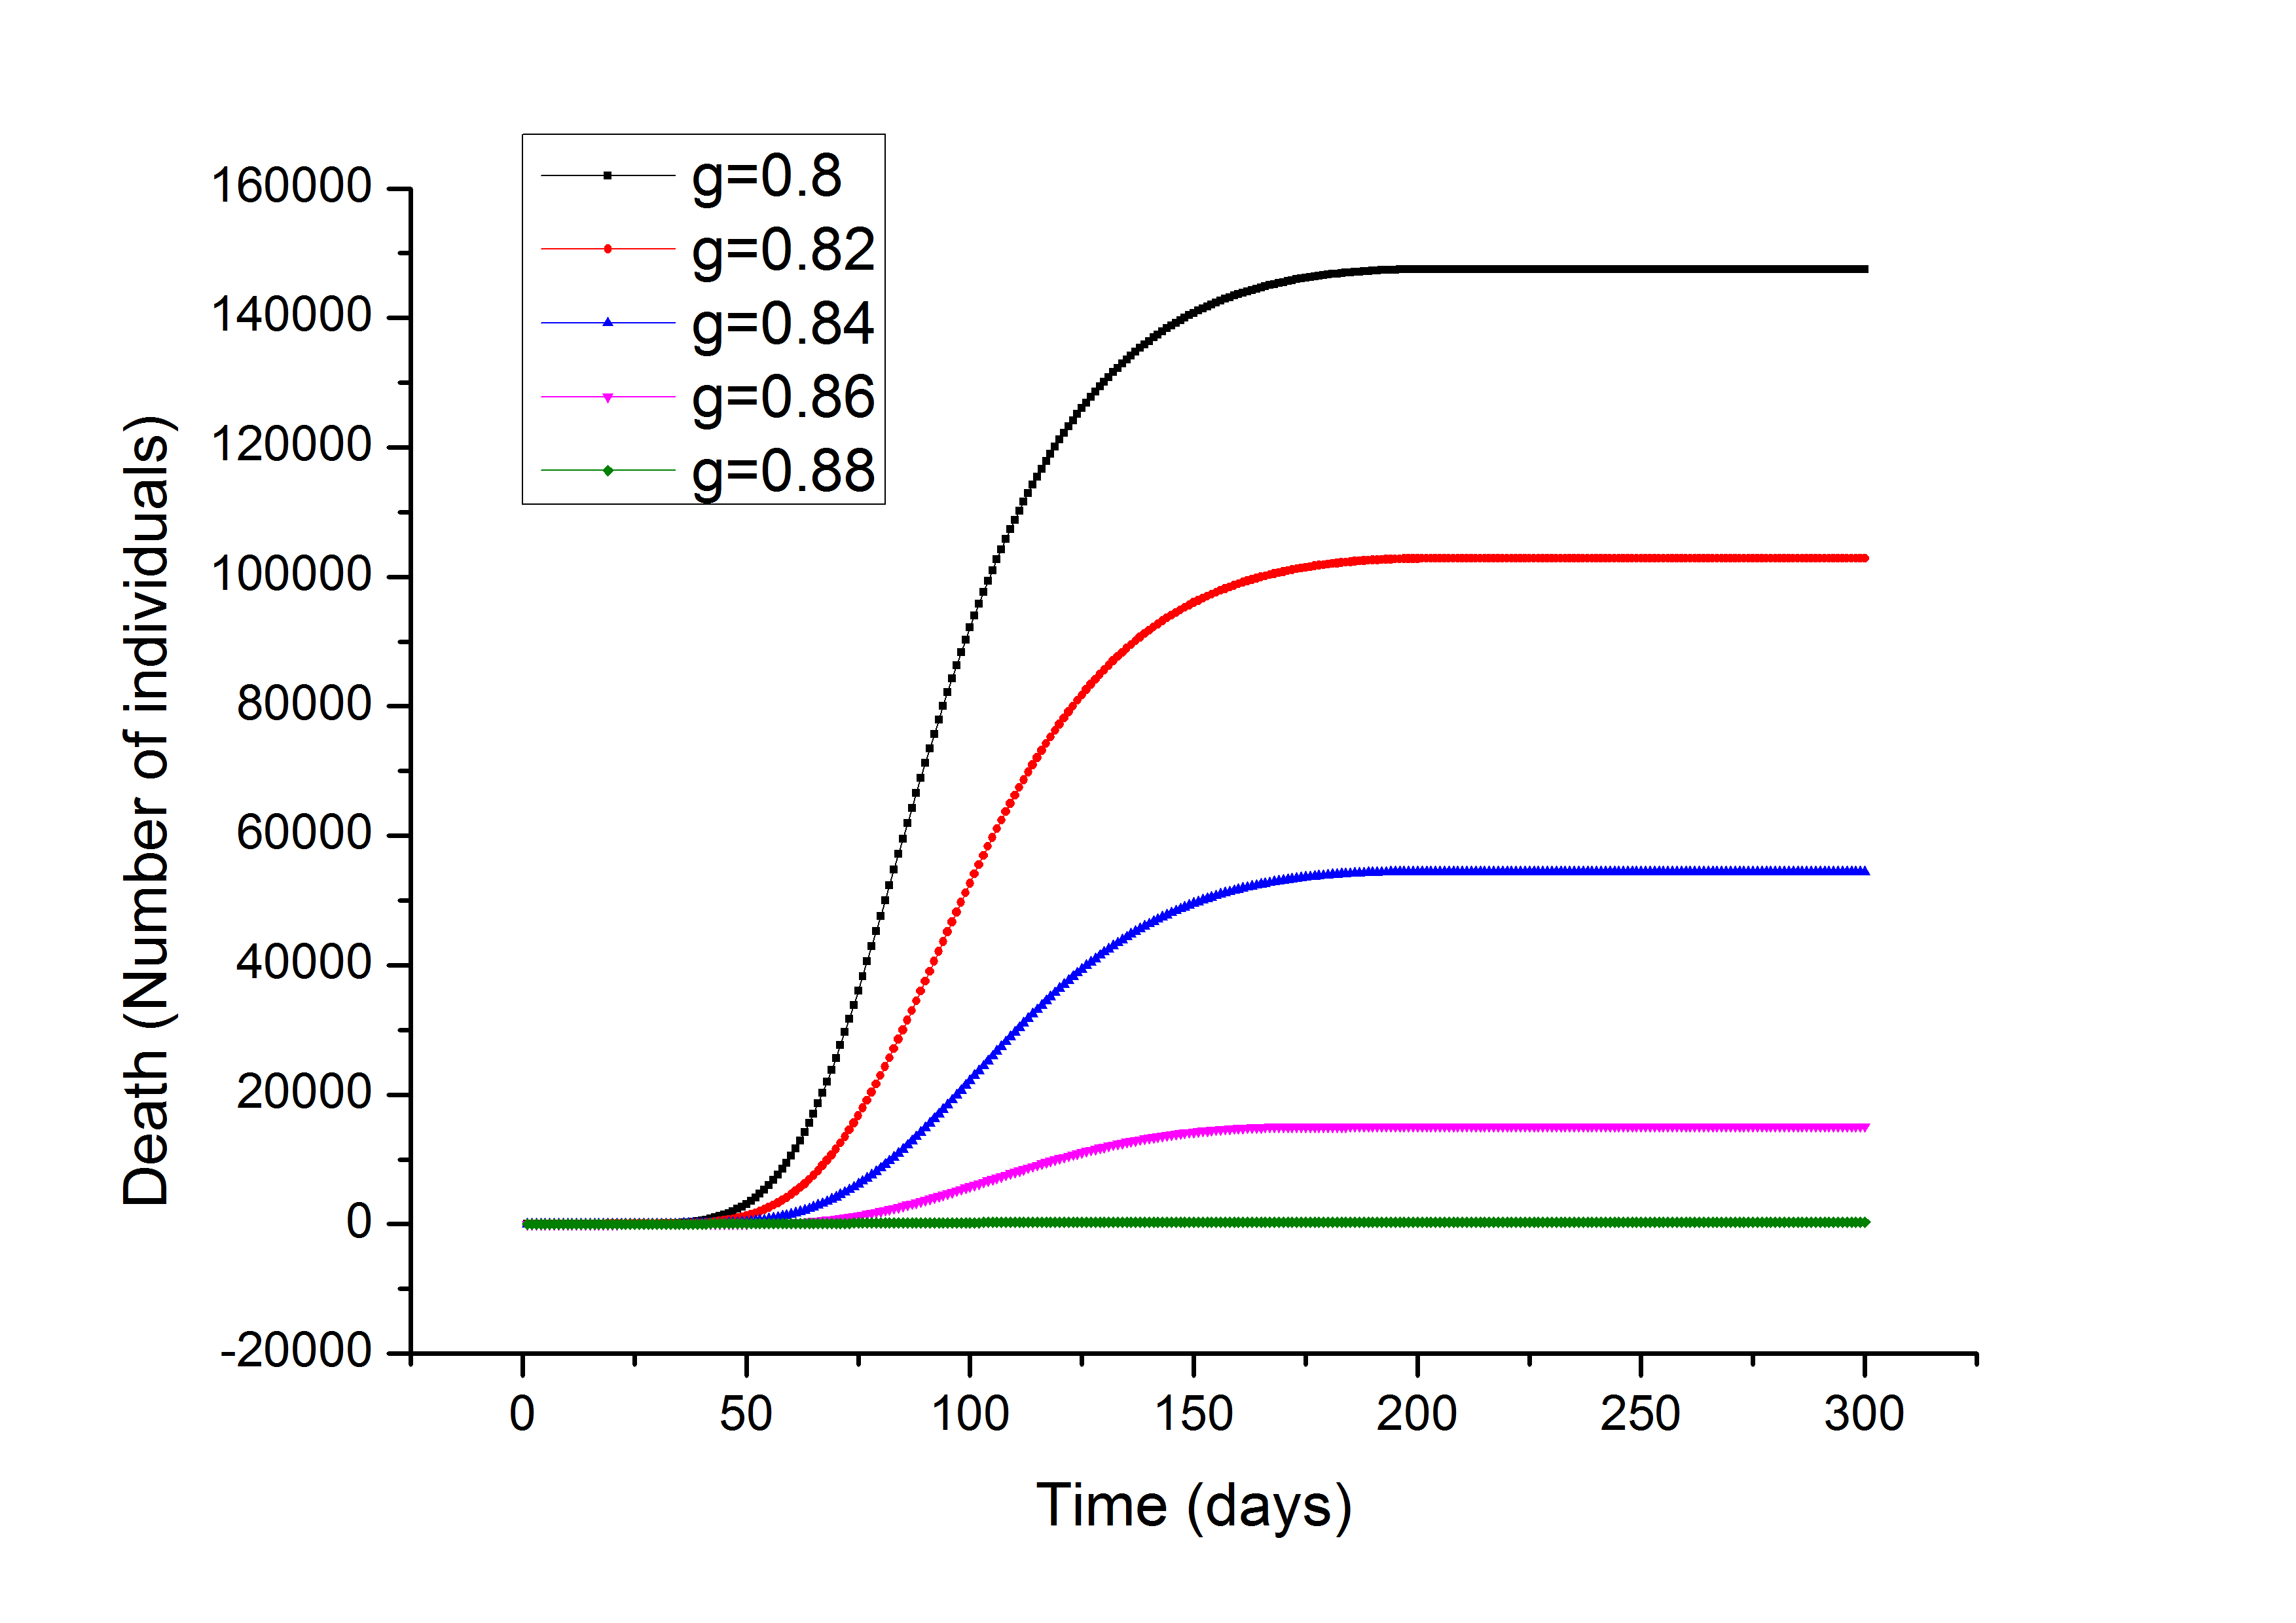 g=0.8
g=0.82
g=0.84
g=0.86
g=0.88
160000
140000
120000
100000
80000
60000
40000
20000
0
-20000
Death (Number of individuals)
0 50 100 150 200 250 300
Time (days)